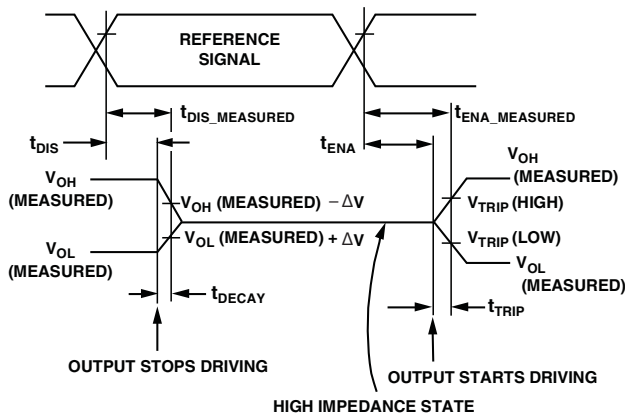 REFERENCE
SIGNAL
tDIS_MEASURED
tENA_MEASURED
tDIS
tENA
VOH
(MEASURED)
VOH (MEASURED) − ΔV
VOL (MEASURED) + ΔV
VOL
(MEASURED)
VOH
(MEASURED)
VTRIP (HIGH)
VTRIP (LOW)
VOL
(MEASURED)
tDECAY
tTRIP
OUTPUT STOPS DRIVING
OUTPUT STARTS DRIVING
HIGH IMPEDANCE STATE